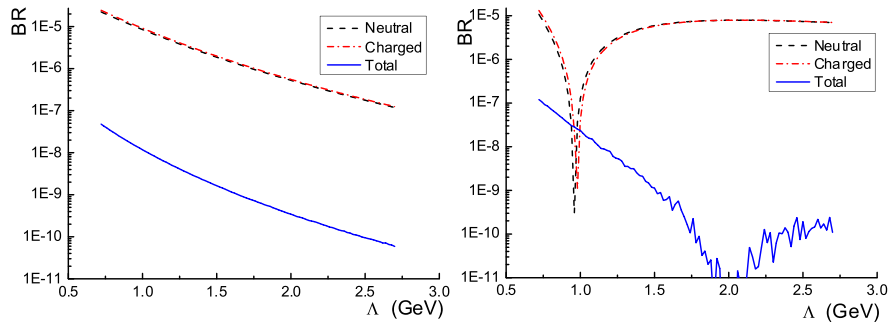 BR
1E-5
1E-6
1E-7
1E-8
1E-9
1E-10
1E-11
Neutral
Charged
Total
0.5 1.0 1.5 2.0 2.5 3.0
Λ (GeV)
BR
1E-5
1E-6
1E-7
1E-8
1E-9
1E-10
1E-11
Neutral
Charged
Total
0.5 1.0 1.5 2.0 2.5 3.0
Λ (GeV)